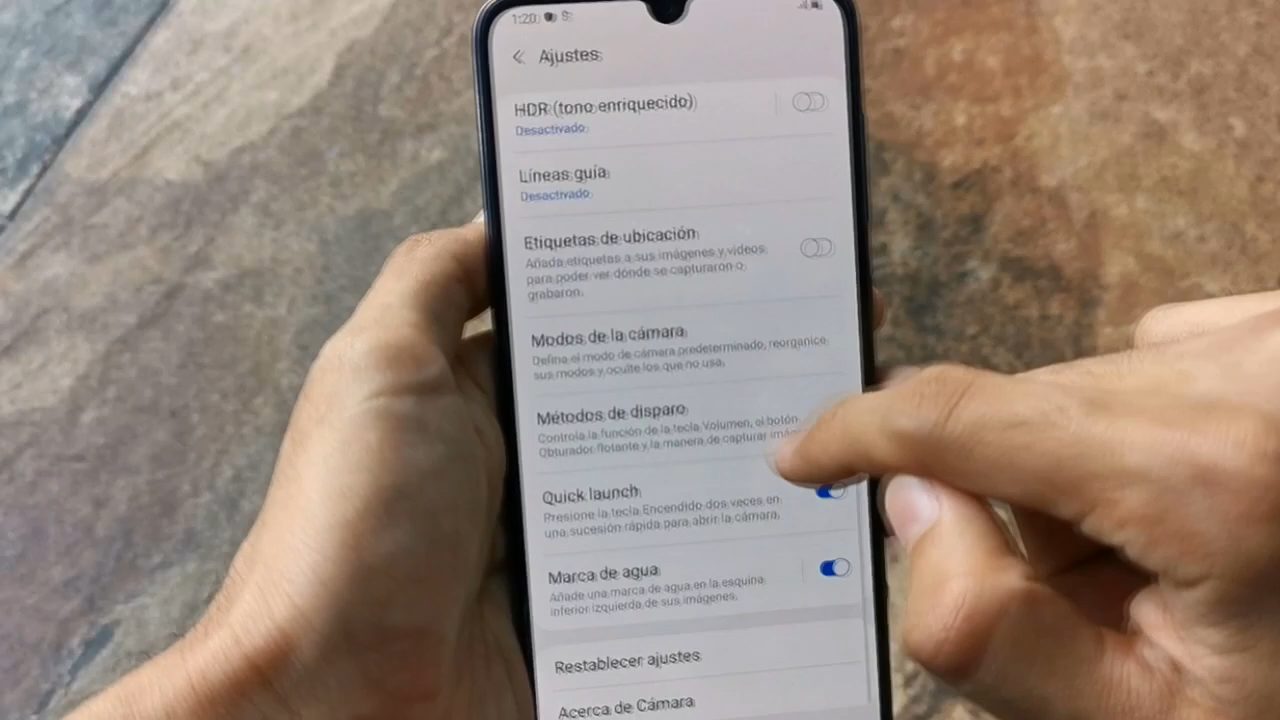 1:20
Ajustes
HDR (tono enriquecido)
Desactivado
Líneas guía
Desactivado
Etiquetas de ubicación
Añada etiquetas a sus imágenes y vídeos
para poder ver dónde se capturaron o
grabaron.
Modos de la cámara
Defina el modo de cámara predeterminado, reorganice
sus modos y oculte los que no usa.
Métodos de disparo
Controla la función de la tecla Volumen, el botón
Obturador flotante y la manera de capturar
Quick launch
Presione la tecla Encendido dos veces en
una sucesión rápida para abrir la cámara.
Marca de agua
Añade una marca de agua en la esquina
inferior izquierda de sus imágenes.
Restablecer ajustes
Acerca de Cámara